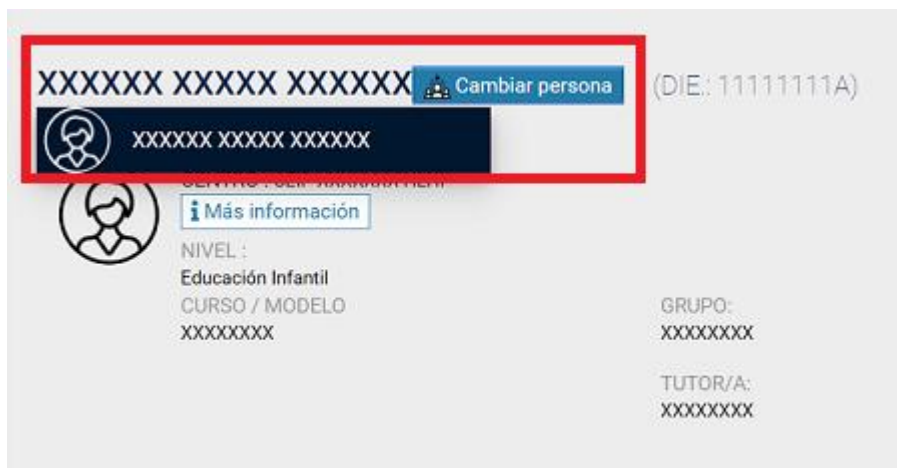 XXXXXX XXXXX XXXXXX Cambiar persona (DIE.: 11111111A)
XXXXXX XXXXX XXXXXX
Más información
NIVEL :
Educación Infantil
CURSO / MODELO
XXXXXXXX
GRUPO:
XXXXXXXX
TUTOR/A:
XXXXXXXX